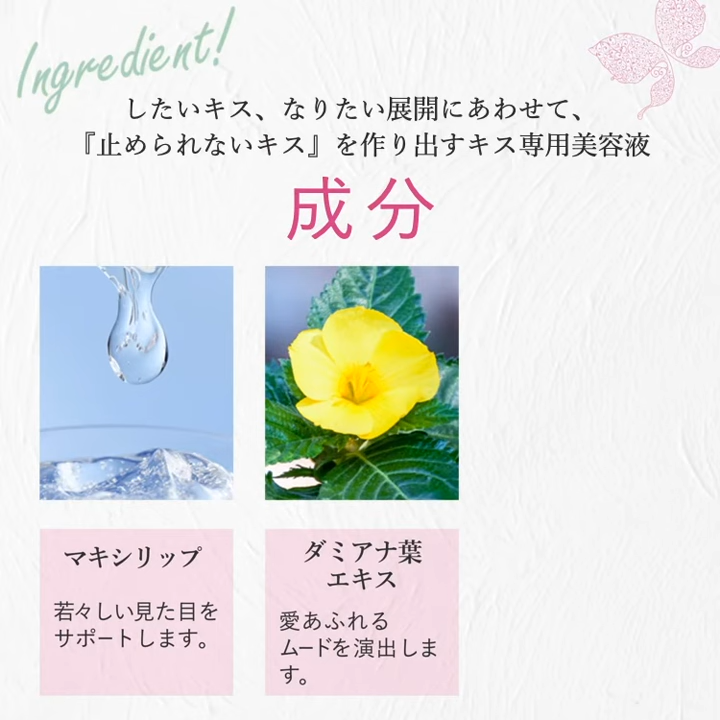 Ingredient!
したいキス、なりたい展開にあわせて、
『止められないキス』を作り出すキス専用美容液
成分
マキシリップ
若々しい見た目を
サポートします。
ダミアナ葉
エキス
愛あふれる
ムードを演出しま
す。